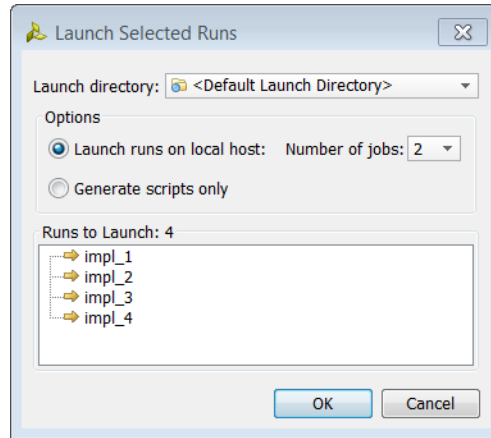 Launch Selected Runs
Launch directory: <Default Launch Directory>
Options
Launch runs on local host: Number of jobs: 2
Generate scripts only
Runs to Launch: 4
impl_1
impl_2
impl_3
impl_4
OK Cancel